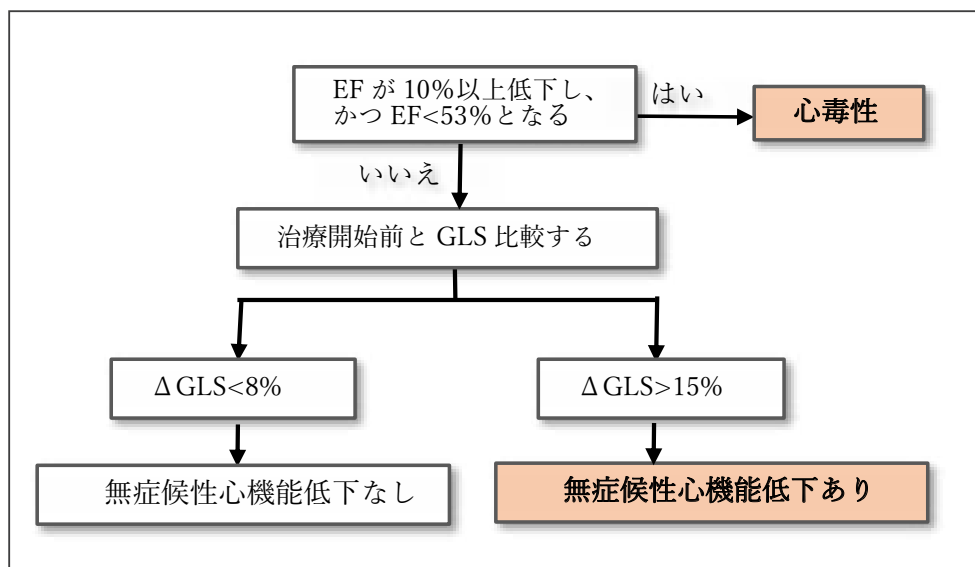 EF が 10%以上低下し、
かつ EF<53%となる
はい
心毒性
いいえ
治療開始前と GLS 比較する
Δ GLS<8%
Δ GLS>15%
無症候性心機能低下なし
無症候性心機能低下あり